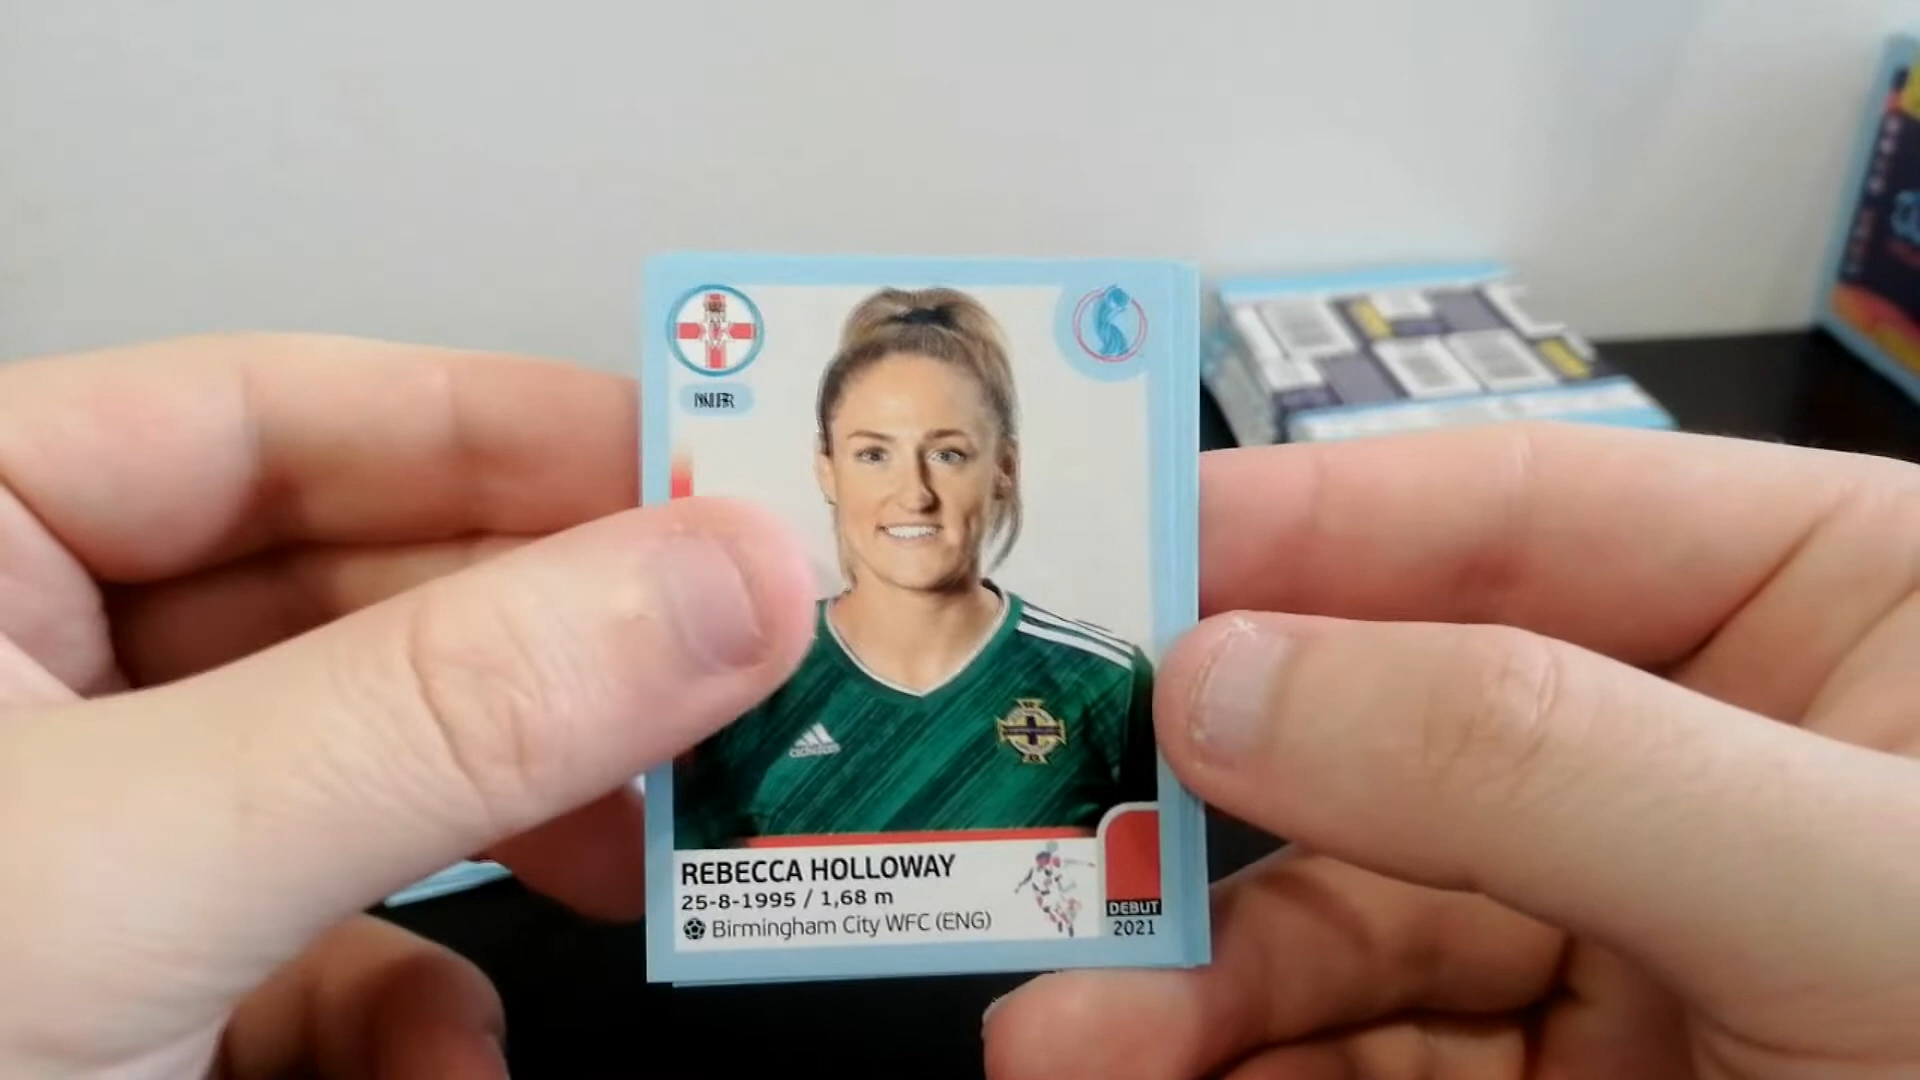 NIR
REBECCA HOLLOWAY
25-8-1995 / 1,68 m
Birmingham City WFC (ENG)
DEBUT
2021